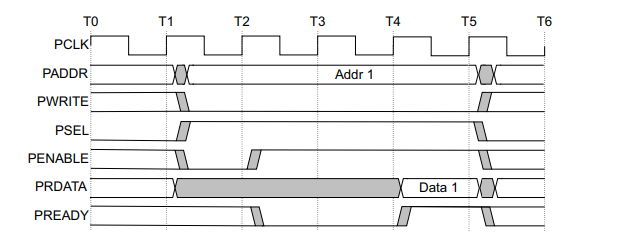 T0 T1 T2 T3 T4 T5 T6
PCLK
PADDR Addr 1
PWRITE
PSEL
PENABLE
PRDATA Data 1
PREADY